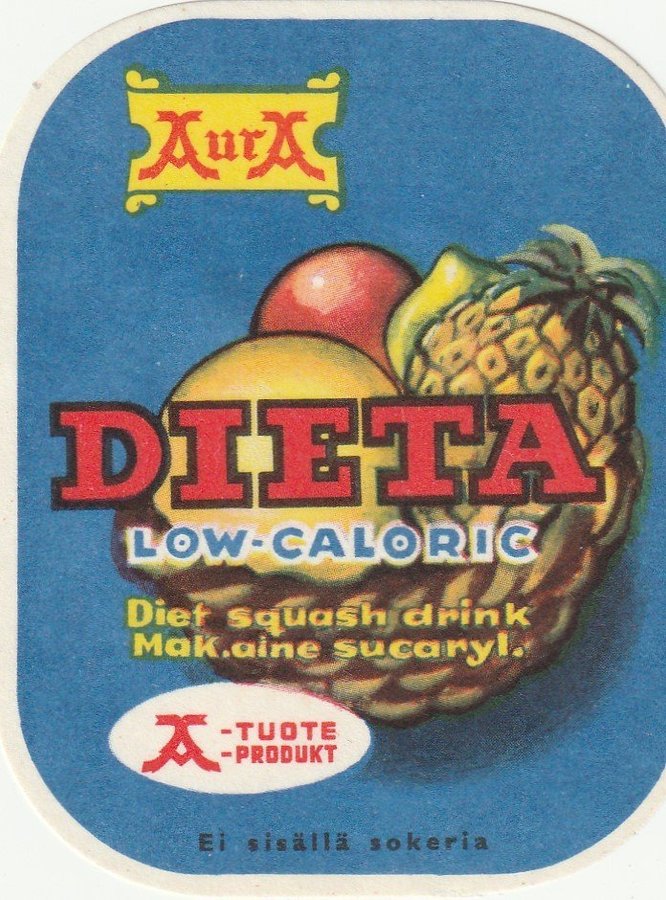 AurA
DIETA
LOW-CALORIC
Diet squash drink
Mak.aine sucaryl.
A-TUOTE
-PRODUKT
Ei sisällä sokeria